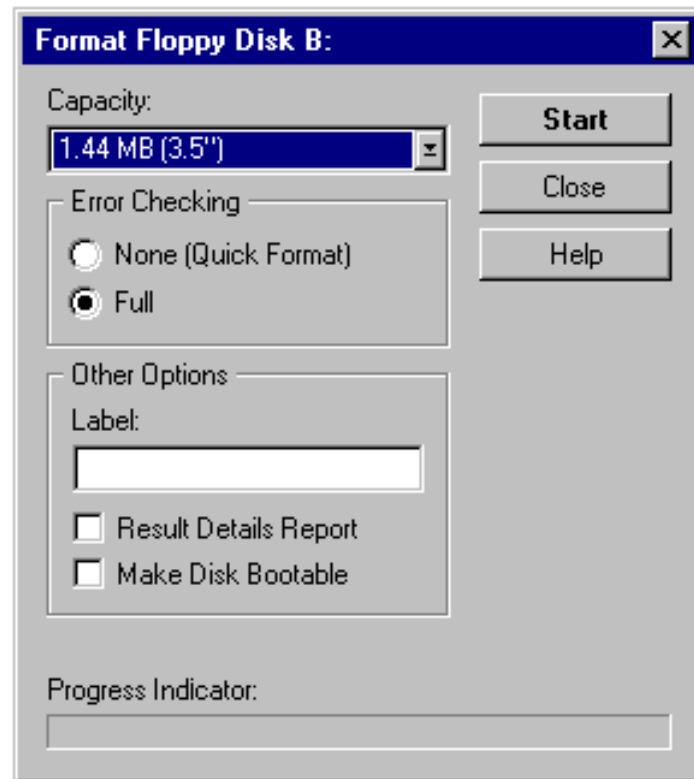 Format Floppy Disk B:
Capacity:
1.44 MB (3.5")
Start
Close
Help
Error Checking
None (Quick Format)
Full
Other Options
Label:
Result Details Report
Make Disk Bootable
Progress Indicator: